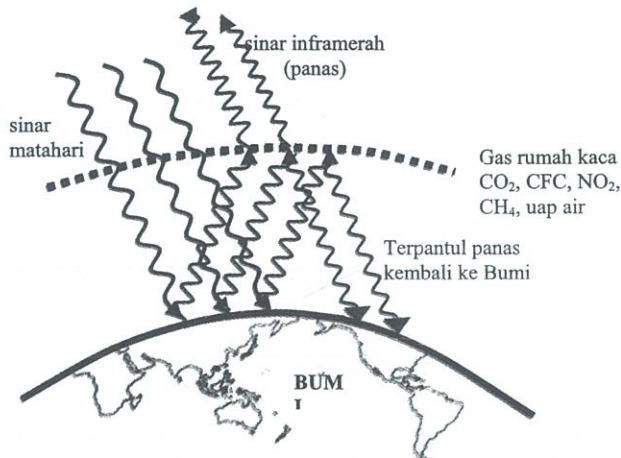 sinar inframerah
(panas)
sinar
matahari
Gas rumah kaca
CO₂, CFC, NO₂,
CH₄, uap air
Terpantul panas
kembali ke Bumi
BUM
I